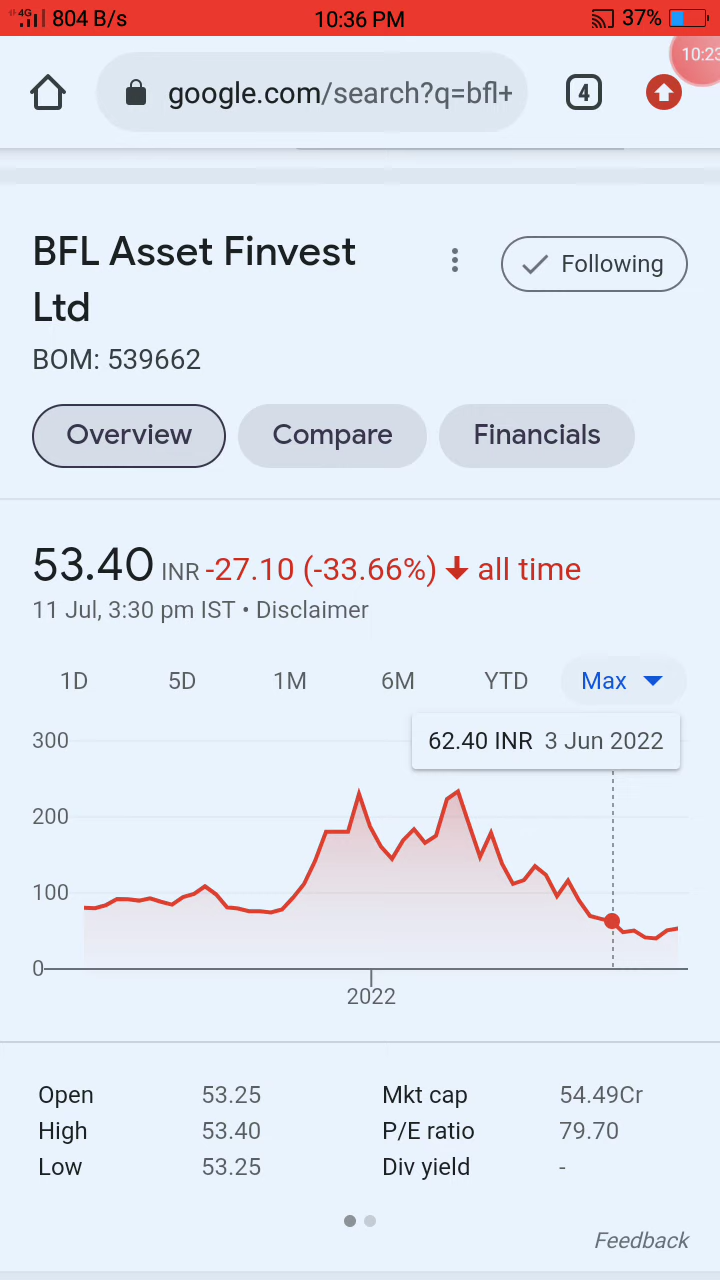 4G 804 B/s 10:36 PM 37%
10:23
google.com/search?q=bfl+ 4
BFL Asset Finvest
Ltd
Following
BOM: 539662
Overview Compare Financials
53.40 INR -27.10 (-33.66%) all time
11 Jul, 3:30 pm IST • Disclaimer
1D 5D 1M 6M YTD Max
62.40 INR 3 Jun 2022
300
200
100
0
2022
Open 53.25 Mkt cap 54.49Cr
High 53.40 P/E ratio 79.70
Low 53.25 Div yield -
Feedback